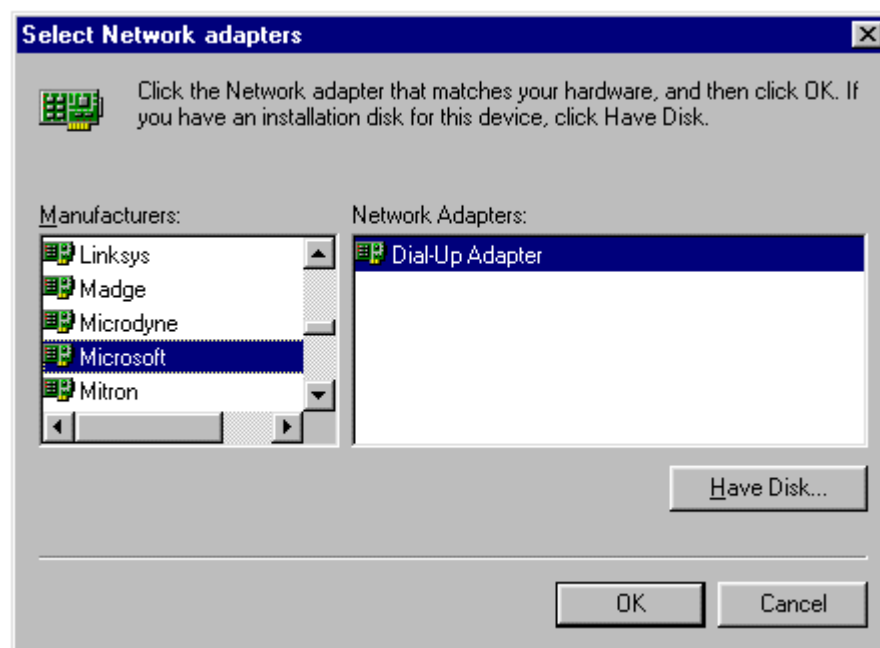 Select Network adapters
Click the Network adapter that matches your hardware, and then click OK. If
you have an installation disk for this device, click Have Disk.
Manufacturers:
Linksys
Madge
Microdyne
Microsoft
Mitron
Network Adapters:
Dial-Up Adapter
Have Disk...
OK
Cancel